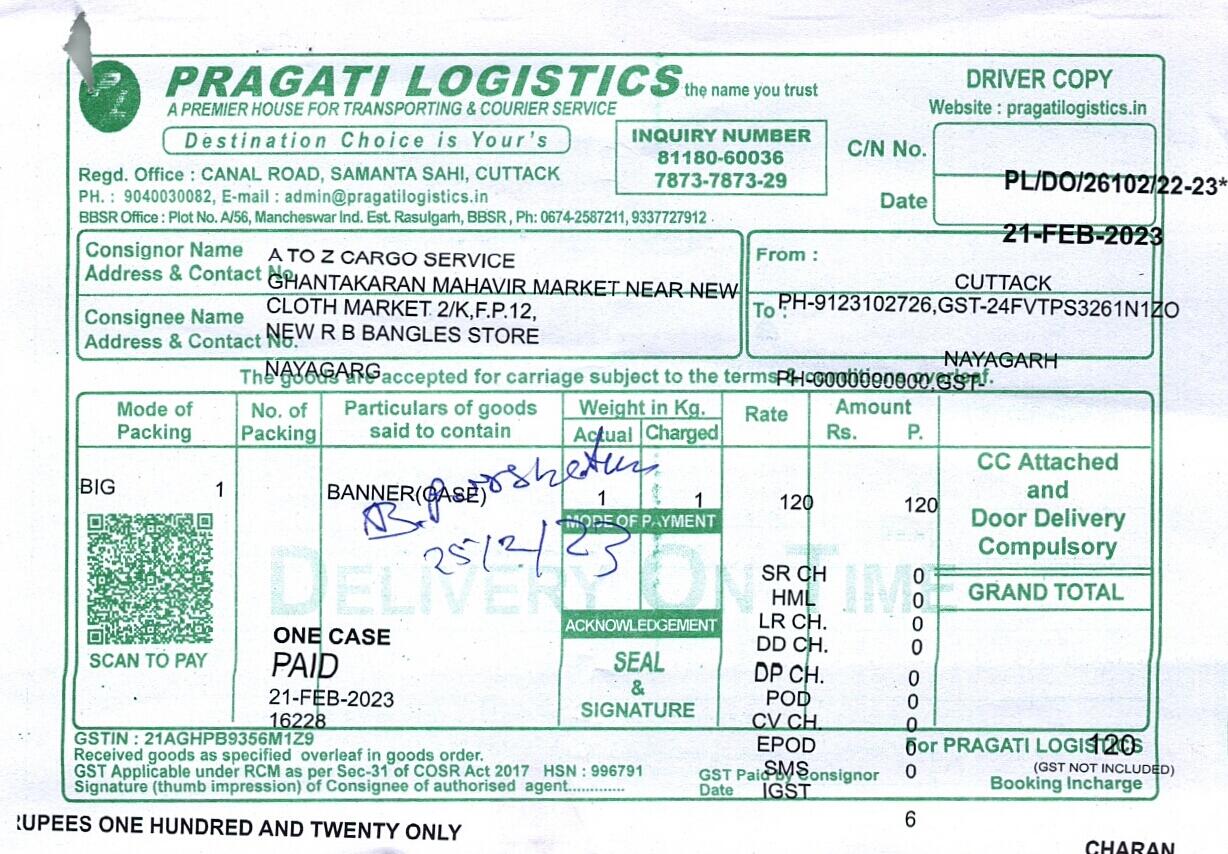 PRAGATI LOGISTICS the name you trust
A PREMIER HOUSE FOR TRANSPORTING & COURIER SERVICE
Destination Choice is Your's
DRIVER COPY
Website : pragatilogistics.in
INQUIRY NUMBER
81180-60036
7873-7873-29
C/N No.
PL/DO/26102/22-23*
Date
21-FEB-2023
Regd. Office : CANAL ROAD, SAMANTA SAHI, CUTTACK
PH. : 9040030082, E-mail : admin@pragatilogistics.in
BBSR Office : Plot No. A/56, Mancheswar Ind. Est. Rasulgarh, BBSR , Ph: 0674-2587211, 9337727912
Consignor Name
Address & Contact No.
A TO Z CARGO SERVICE
GHANTAKARAN MAHAVIR MARKET NEAR NEW
CLOTH MARKET 2/K,F.P.12,
Consignee Name
Address & Contact No.
NEW R B BANGLES STORE
NAYAGARG
From :
CUTTACK
PH-9123102726,GST-24FVTPS3261N1ZO
To :
NAYAGARH
PH-0000000000.GST-
The goods are accepted for carriage subject to the terms & conditions overleaf.
Mode of Packing
No. of Packing
Particulars of goods said to contain
Weight in Kg.
Actual Charged
Rate
Amount
Rs. P.
BIG 1 BANNER(CASE) 1 1 120 120
B.
25/2/23
CC Attached
and
Door Delivery
Compulsory
GRAND TOTAL
MODE OF PAYMENT
DELIVERY ON TIME
SCAN TO PAY
ONE CASE
PAID
21-FEB-2023
16228
ACKNOWLEDGEMENT
SEAL
&
SIGNATURE
SR CH 0
HML 0
LR CH. 0
DD CH. 0
DP CH. 0
POD 0
CV CH. 0
EPOD 0
SMS 0
IGST
6
GSTIN : 21AGHPB9356M1Z9
Received goods as specified overleaf in goods order.
GST Applicable under RCM as per Sec-31 of COSR Act 2017 HSN : 996791
Signature (thumb impression) of Consignee of authorised agent.............
GST Paid by Consignor
Date
For PRAGATI LOGISTICS
120
(GST NOT INCLUDED)
Booking Incharge
RUPEES ONE HUNDRED AND TWENTY ONLY
CHARAN